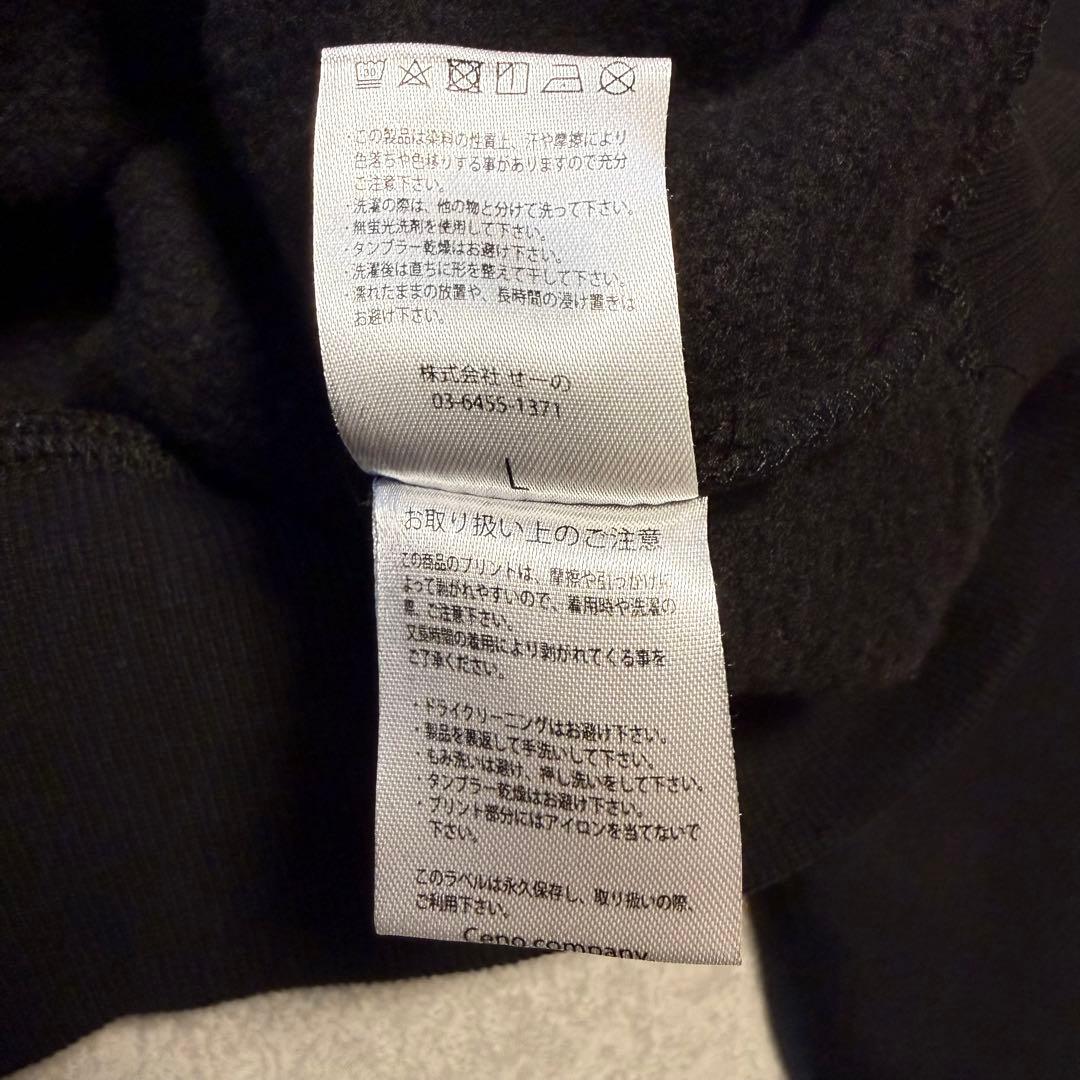 30
・この製品は染料の性質上、汗や摩擦により
色落ちや色移りする事がありますので充分
ご注意下さい。
・洗濯の際は、他の物と分けて洗って下さい。
・無蛍光洗剤を使用して下さい。
・タンブラー乾燥はお避け下さい。
・洗濯後は直ちに形を整えて干して下さい。
・濡れたままの放置や、長時間の浸け置きは
お避け下さい。
株式会社 せーの
03-6455-1371
L
お取り扱い上のご注意
この商品のプリントは、摩擦や引っかけに
よって剥がれやすいので、着用時や洗濯の
際、ご注意下さい。
又長時間の着用により剥がれてくる事を
ご了承ください。
・ドライクリーニングはお避け下さい。
・製品を裏返して手洗いして下さい。
・もみ洗いは避け、押し洗いをして下さい。
・タンブラー乾燥はお避け下さい。
・プリント部分にはアイロンを当てないで
下さい。
このラベルは永久保存し、取り扱いの際、
ご利用下さい。
Ceno company